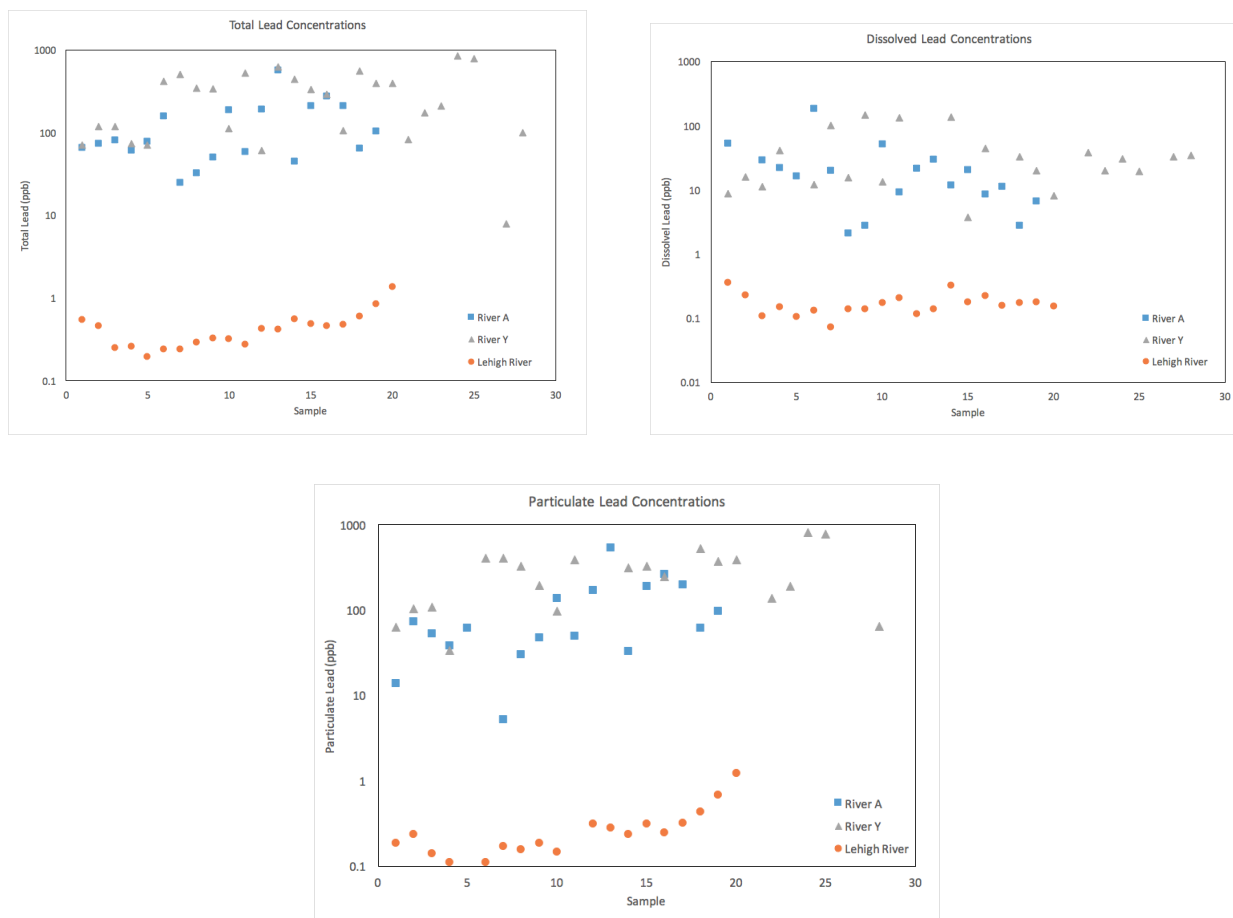 Total Lead Concentrations
1000
100
10
1
0.1
Total Lead (ppb)
0 5 10 15 20 25 30
Sample
River A
River Y
Lehigh River
Dissolved Lead Concentrations
1000
100
10
1
0.1
0.01
Dissolvel Lead (ppb)
0 5 10 15 20 25 30
Sample
River A
River Y
Lehigh River
Particulate Lead Concentrations
1000
100
10
1
0.1
Particulate Lead (ppb)
0 5 10 15 20 25 30
Sample
River A
River Y
Lehigh River